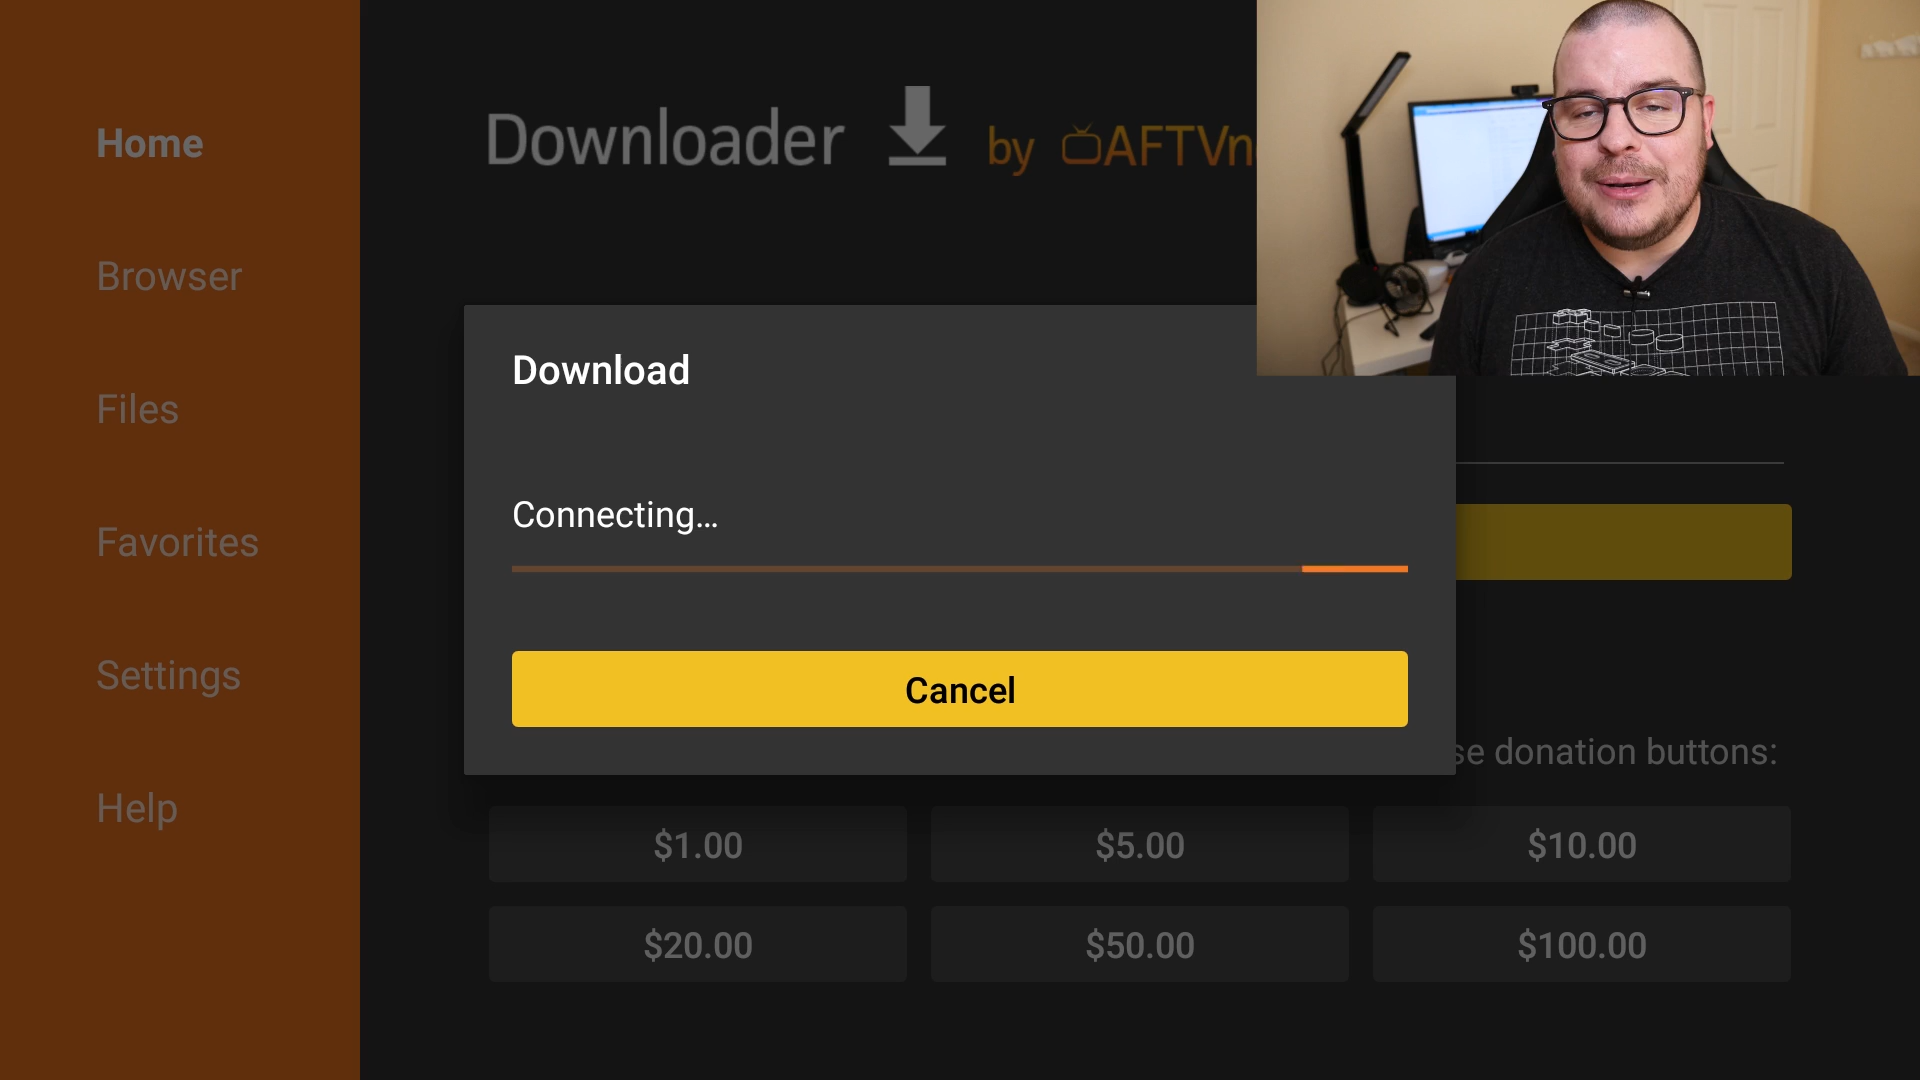 Home
Browser
Files
Favorites
Settings
Help
Downloader by AFTVn
Download
Connecting...
Cancel
se donation buttons:
$1.00 $5.00 $10.00
$20.00 $50.00 $100.00